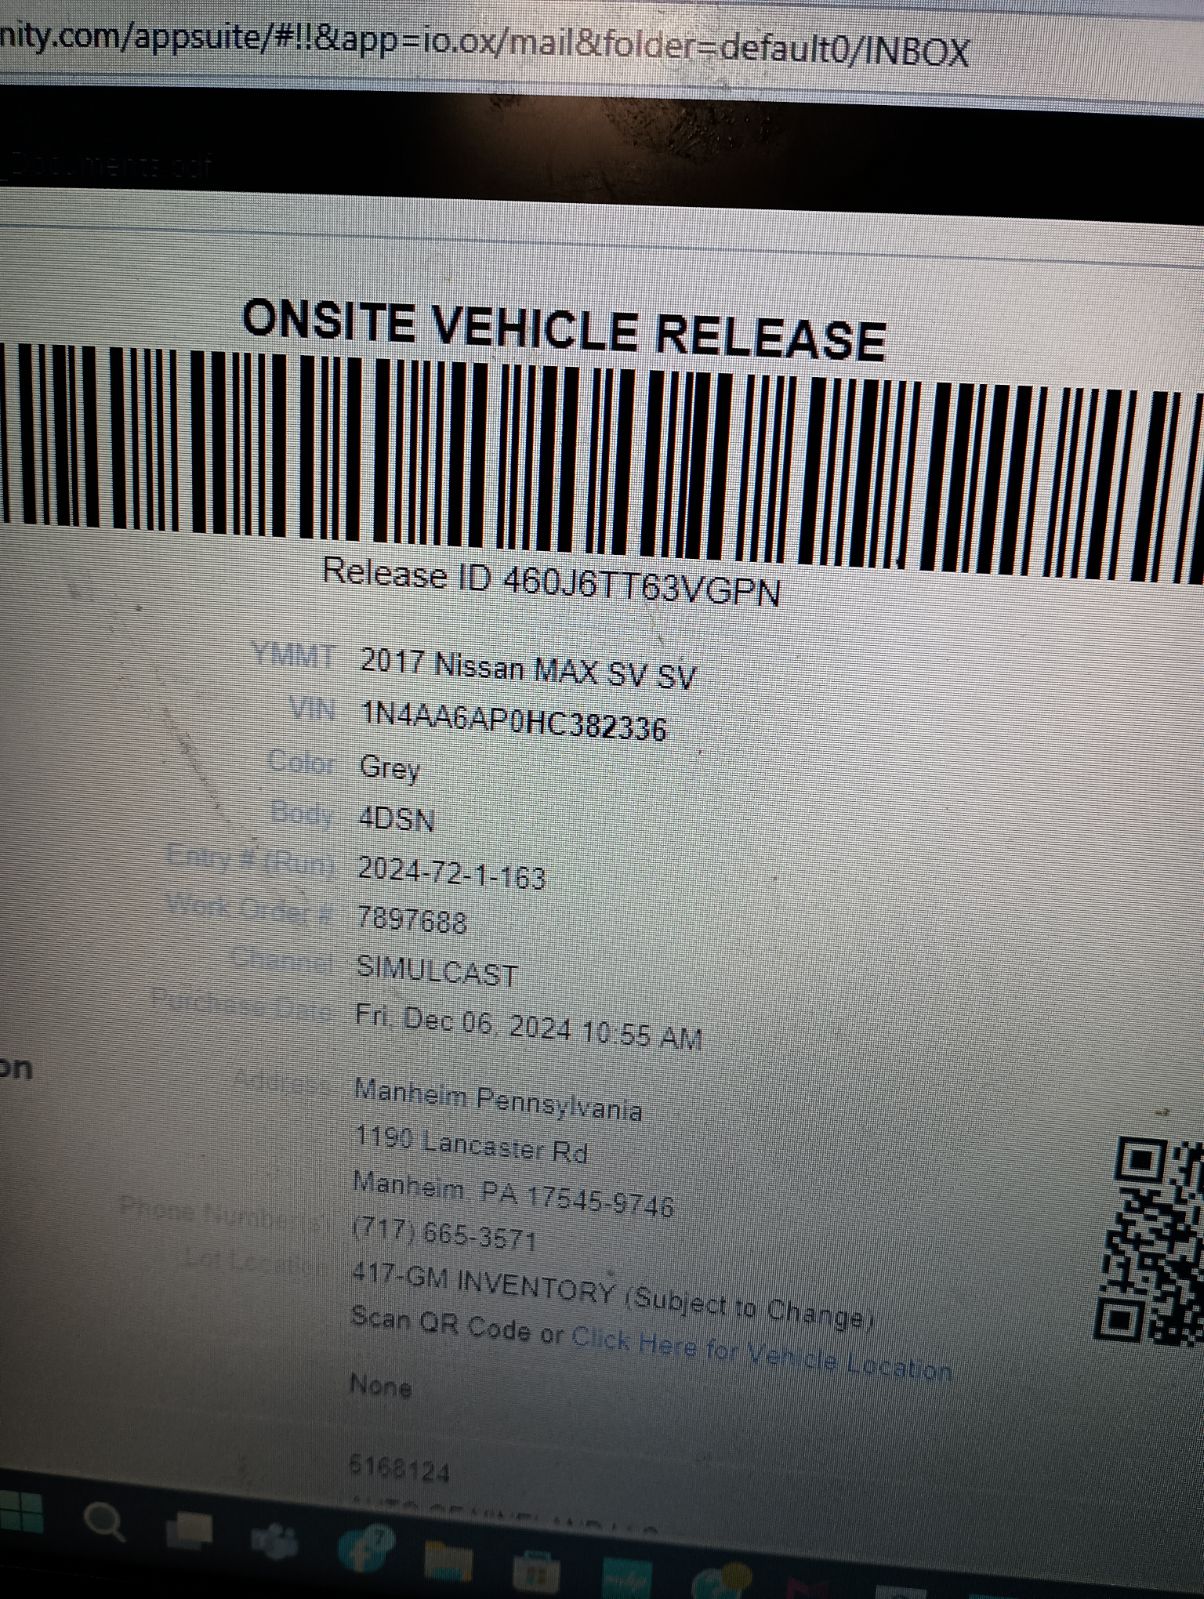 nity.com/appsuite/#!!&app=io.ox/mail&folder=default0/INBOX
_Documents.pdf
ONSITE VEHICLE RELEASE
Release ID 460J6TT63VGPN
YMMT 2017 Nissan MAX SV SV
VIN 1N4AA6AP0HC382336
Color Grey
Body 4DSN
Entry # (Run) 2024-72-1-163
Work Order # 7897688
Channel SIMULCAST
Purchase Date Fri, Dec 06, 2024 10:55 AM
on
Address Manheim Pennsylvania
1190 Lancaster Rd
Manheim, PA 17545-9746
Phone Number(s) (717) 665-3571
Lot Location 417-GM INVENTORY (Subject to Change)
Scan QR Code or Click Here for Vehicle Location
None
5168124
7